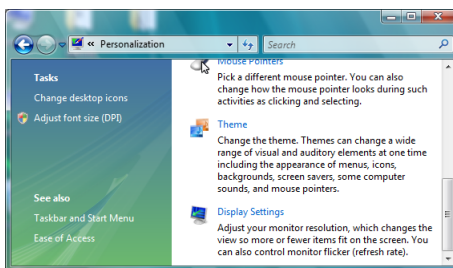 « Personalization
Search
Tasks
Change desktop icons
Adjust font size (DPI)
See also
Taskbar and Start Menu
Ease of Access
Mouse Pointers
Pick a different mouse pointer. You can also
change how the mouse pointer looks during such
activities as clicking and selecting.
Theme
Change the theme. Themes can change a wide
range of visual and auditory elements at one time
including the appearance of menus, icons,
backgrounds, screen savers, some computer
sounds, and mouse pointers.
Display Settings
Adjust your monitor resolution, which changes the
view so more or fewer items fit on the screen. You
can also control monitor flicker (refresh rate).